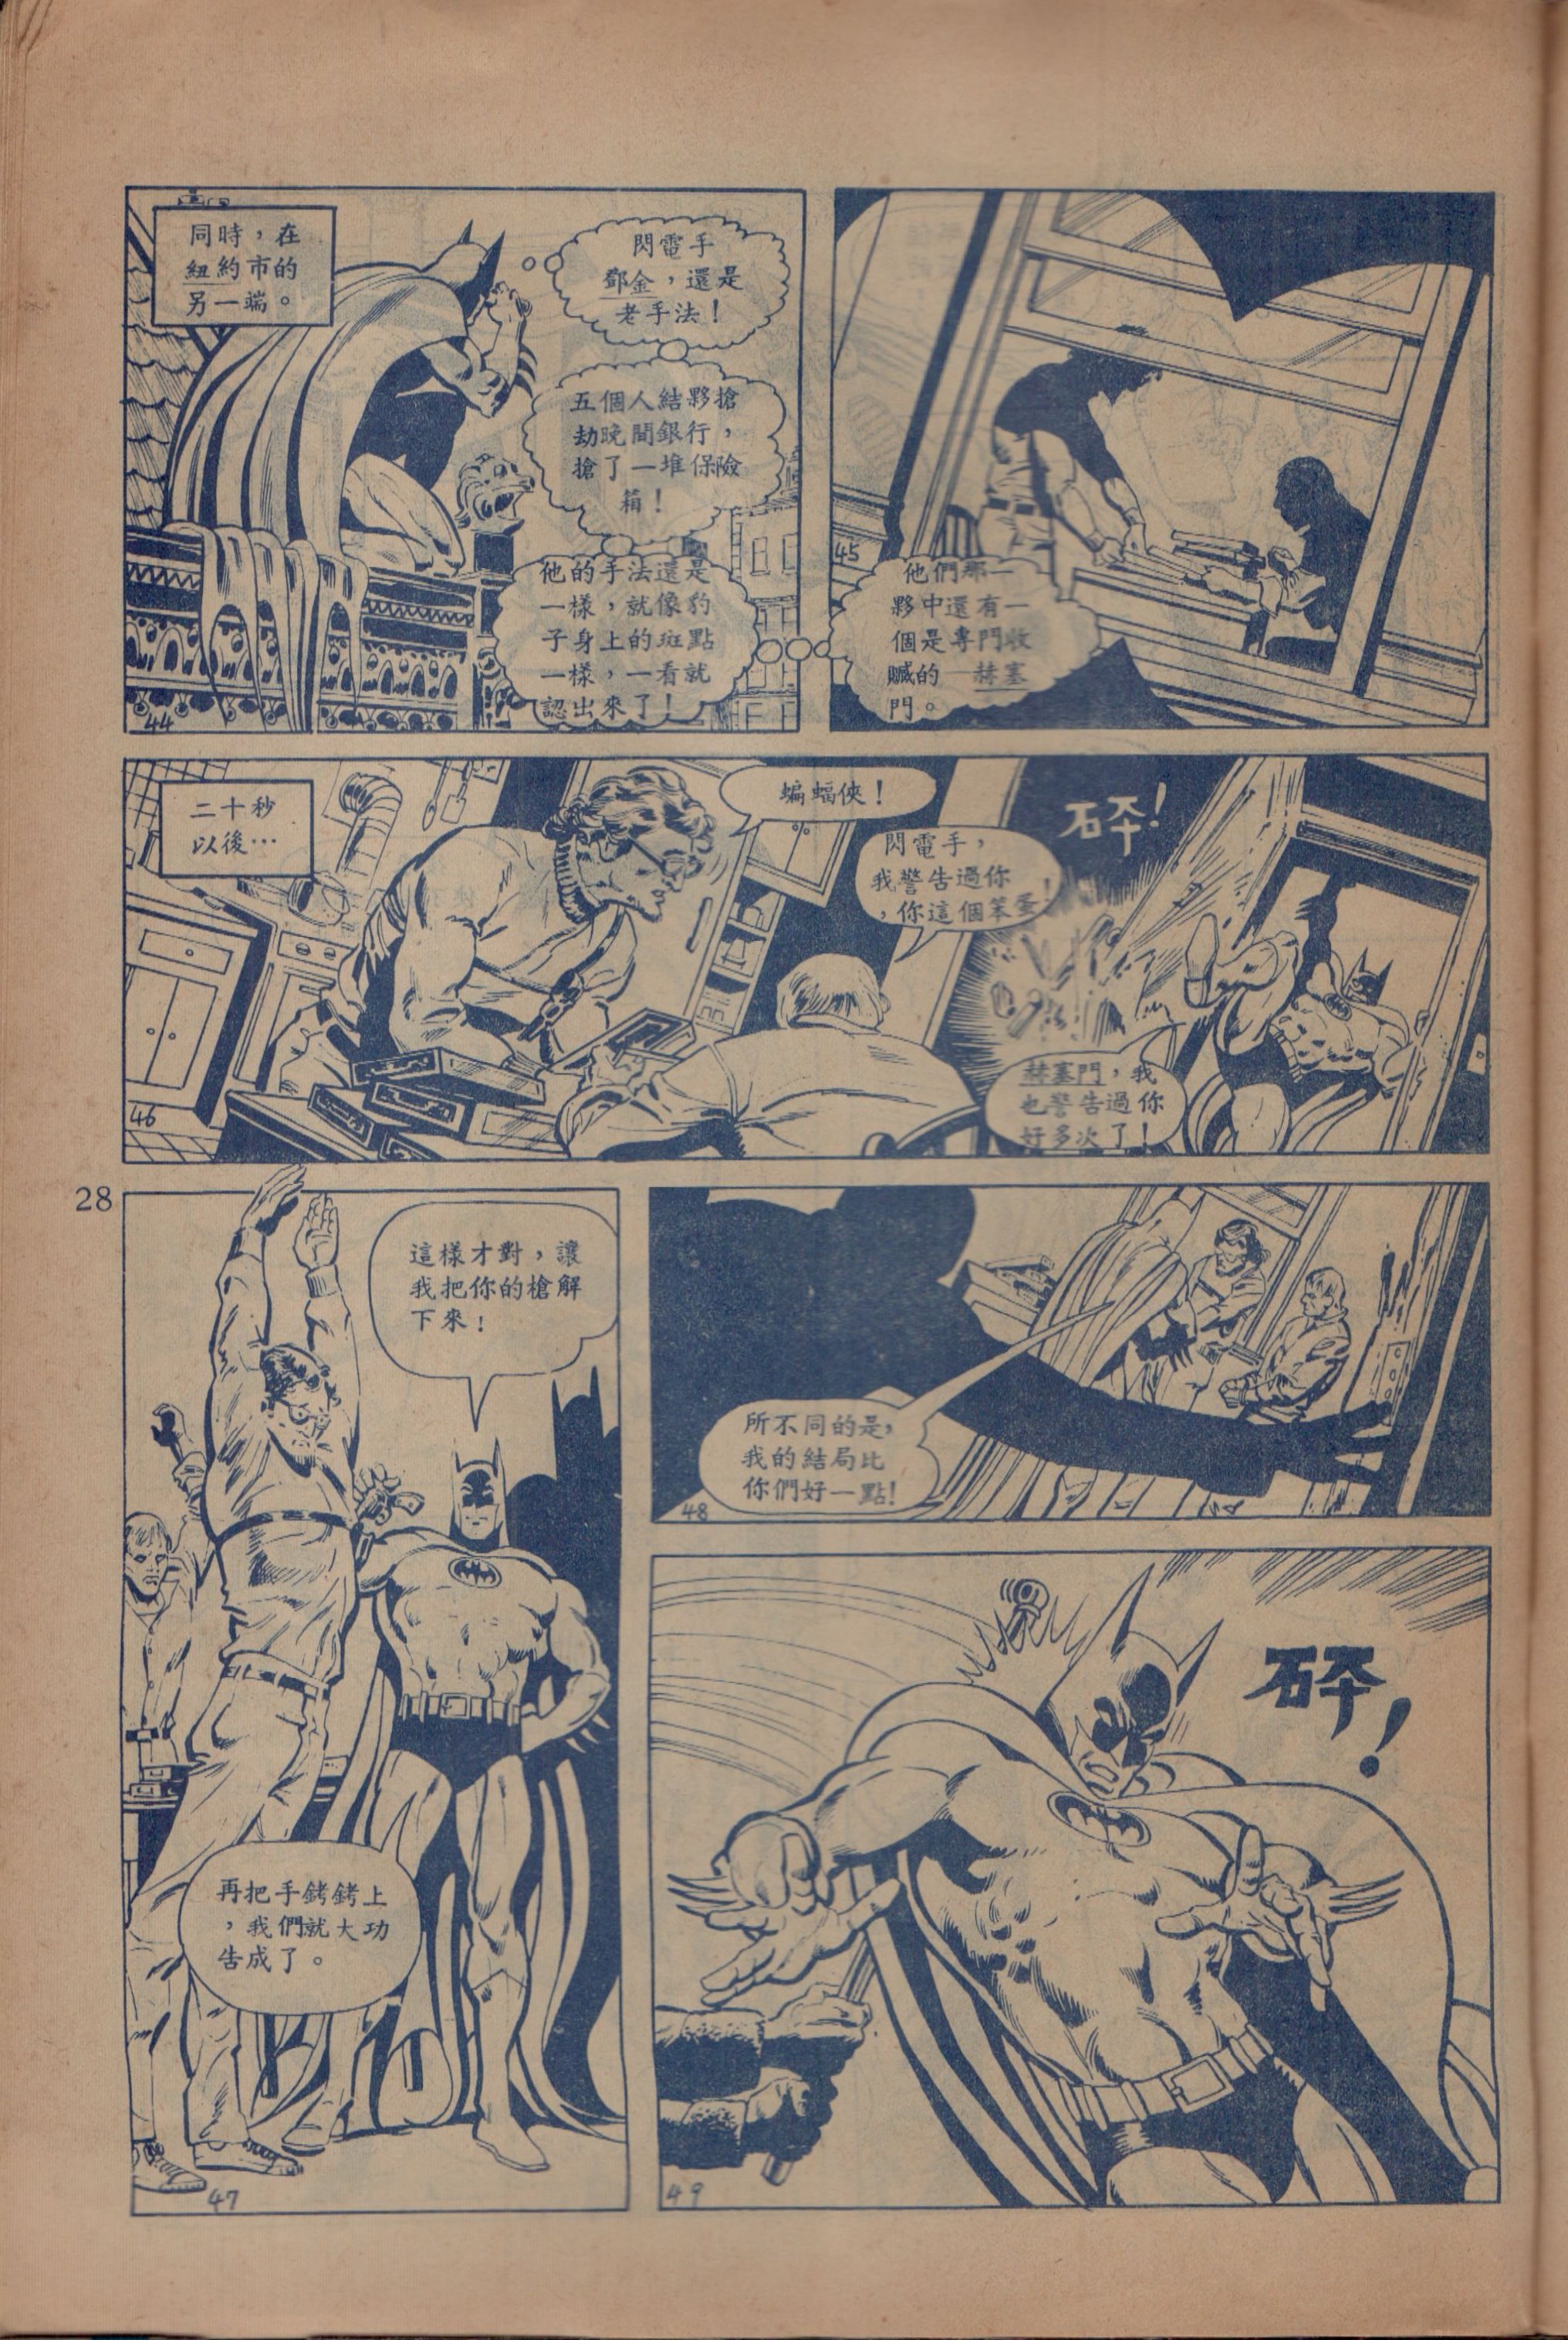 同時，在
紐約市的
另一端。
閃電手
鄧金，還是
老手法！
五個人結夥搶
劫晚間銀行，
搶了一堆保險
箱！
他的手法還是
一樣，就像豹
子身上的斑點
一樣，一看就
認出來了！
44
他們那一
夥中還有一
個是專門收
贓的—赫塞
門。
45
二十秒
以後…
蝙蝠俠！
閃電手，
我警告過你
，你這個笨蛋！
砰！
赫塞門，我
也警告過你
好多次了！
46
28
這樣才對，讓
我把你的槍解
下來！
再把手銬銬上
，我們就大功
告成了。
47
所不同的是，
我的結局比
你們好一點！
48
砰！
49